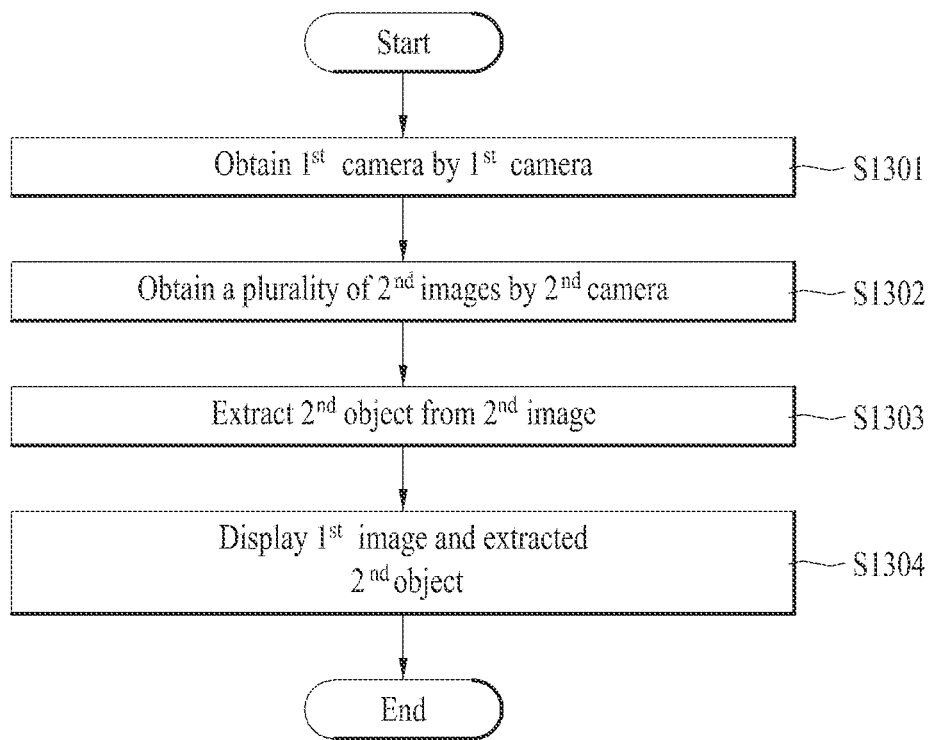 Start
Obtain 1st camera by 1st camera
S1301
Obtain a plurality of 2nd images by 2nd camera
S1302
Extract 2nd object from 2nd image
S1303
Display 1st image and extracted
2nd object
S1304
End